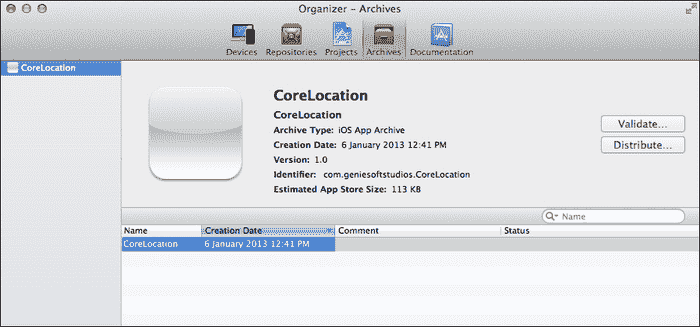 Organizer - Archives
Devices Repositories Projects Archives Documentation
CoreLocation
CoreLocation
CoreLocation
Archive Type: iOS App Archive
Creation Date: 6 January 2013 12:41 PM
Version: 1.0
Identifier: com.geniesoftstudios.CoreLocation
Estimated App Store Size: 113 KB
Validate...
Distribute...
Name
Name Creation Date Comment Status
CoreLocation 6 January 2013 12:41 PM